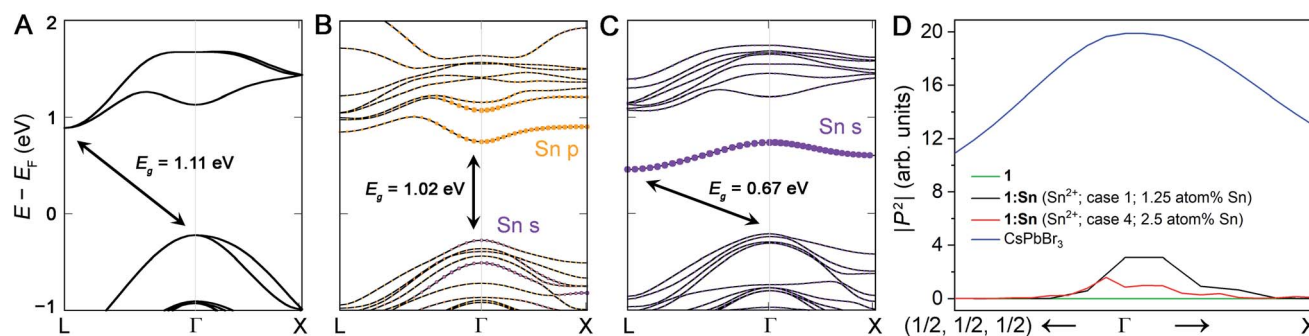 A
B
C
D
E − E_F (eV)
1
0
−1
L
Γ
X
E_g = 1.11 eV
L
Γ
X
Sn p
E_g = 1.02 eV
Sn s
L
Γ
X
Sn s
E_g = 0.67 eV
|P²| (arb. units)
20
16
12
8
4
0
1
1:Sn (Sn²⁺; case 1; 1.25 atom% Sn)
1:Sn (Sn²⁺; case 4; 2.5 atom% Sn)
CsPbBr₃
(1/2, 1/2, 1/2)
Γ
X